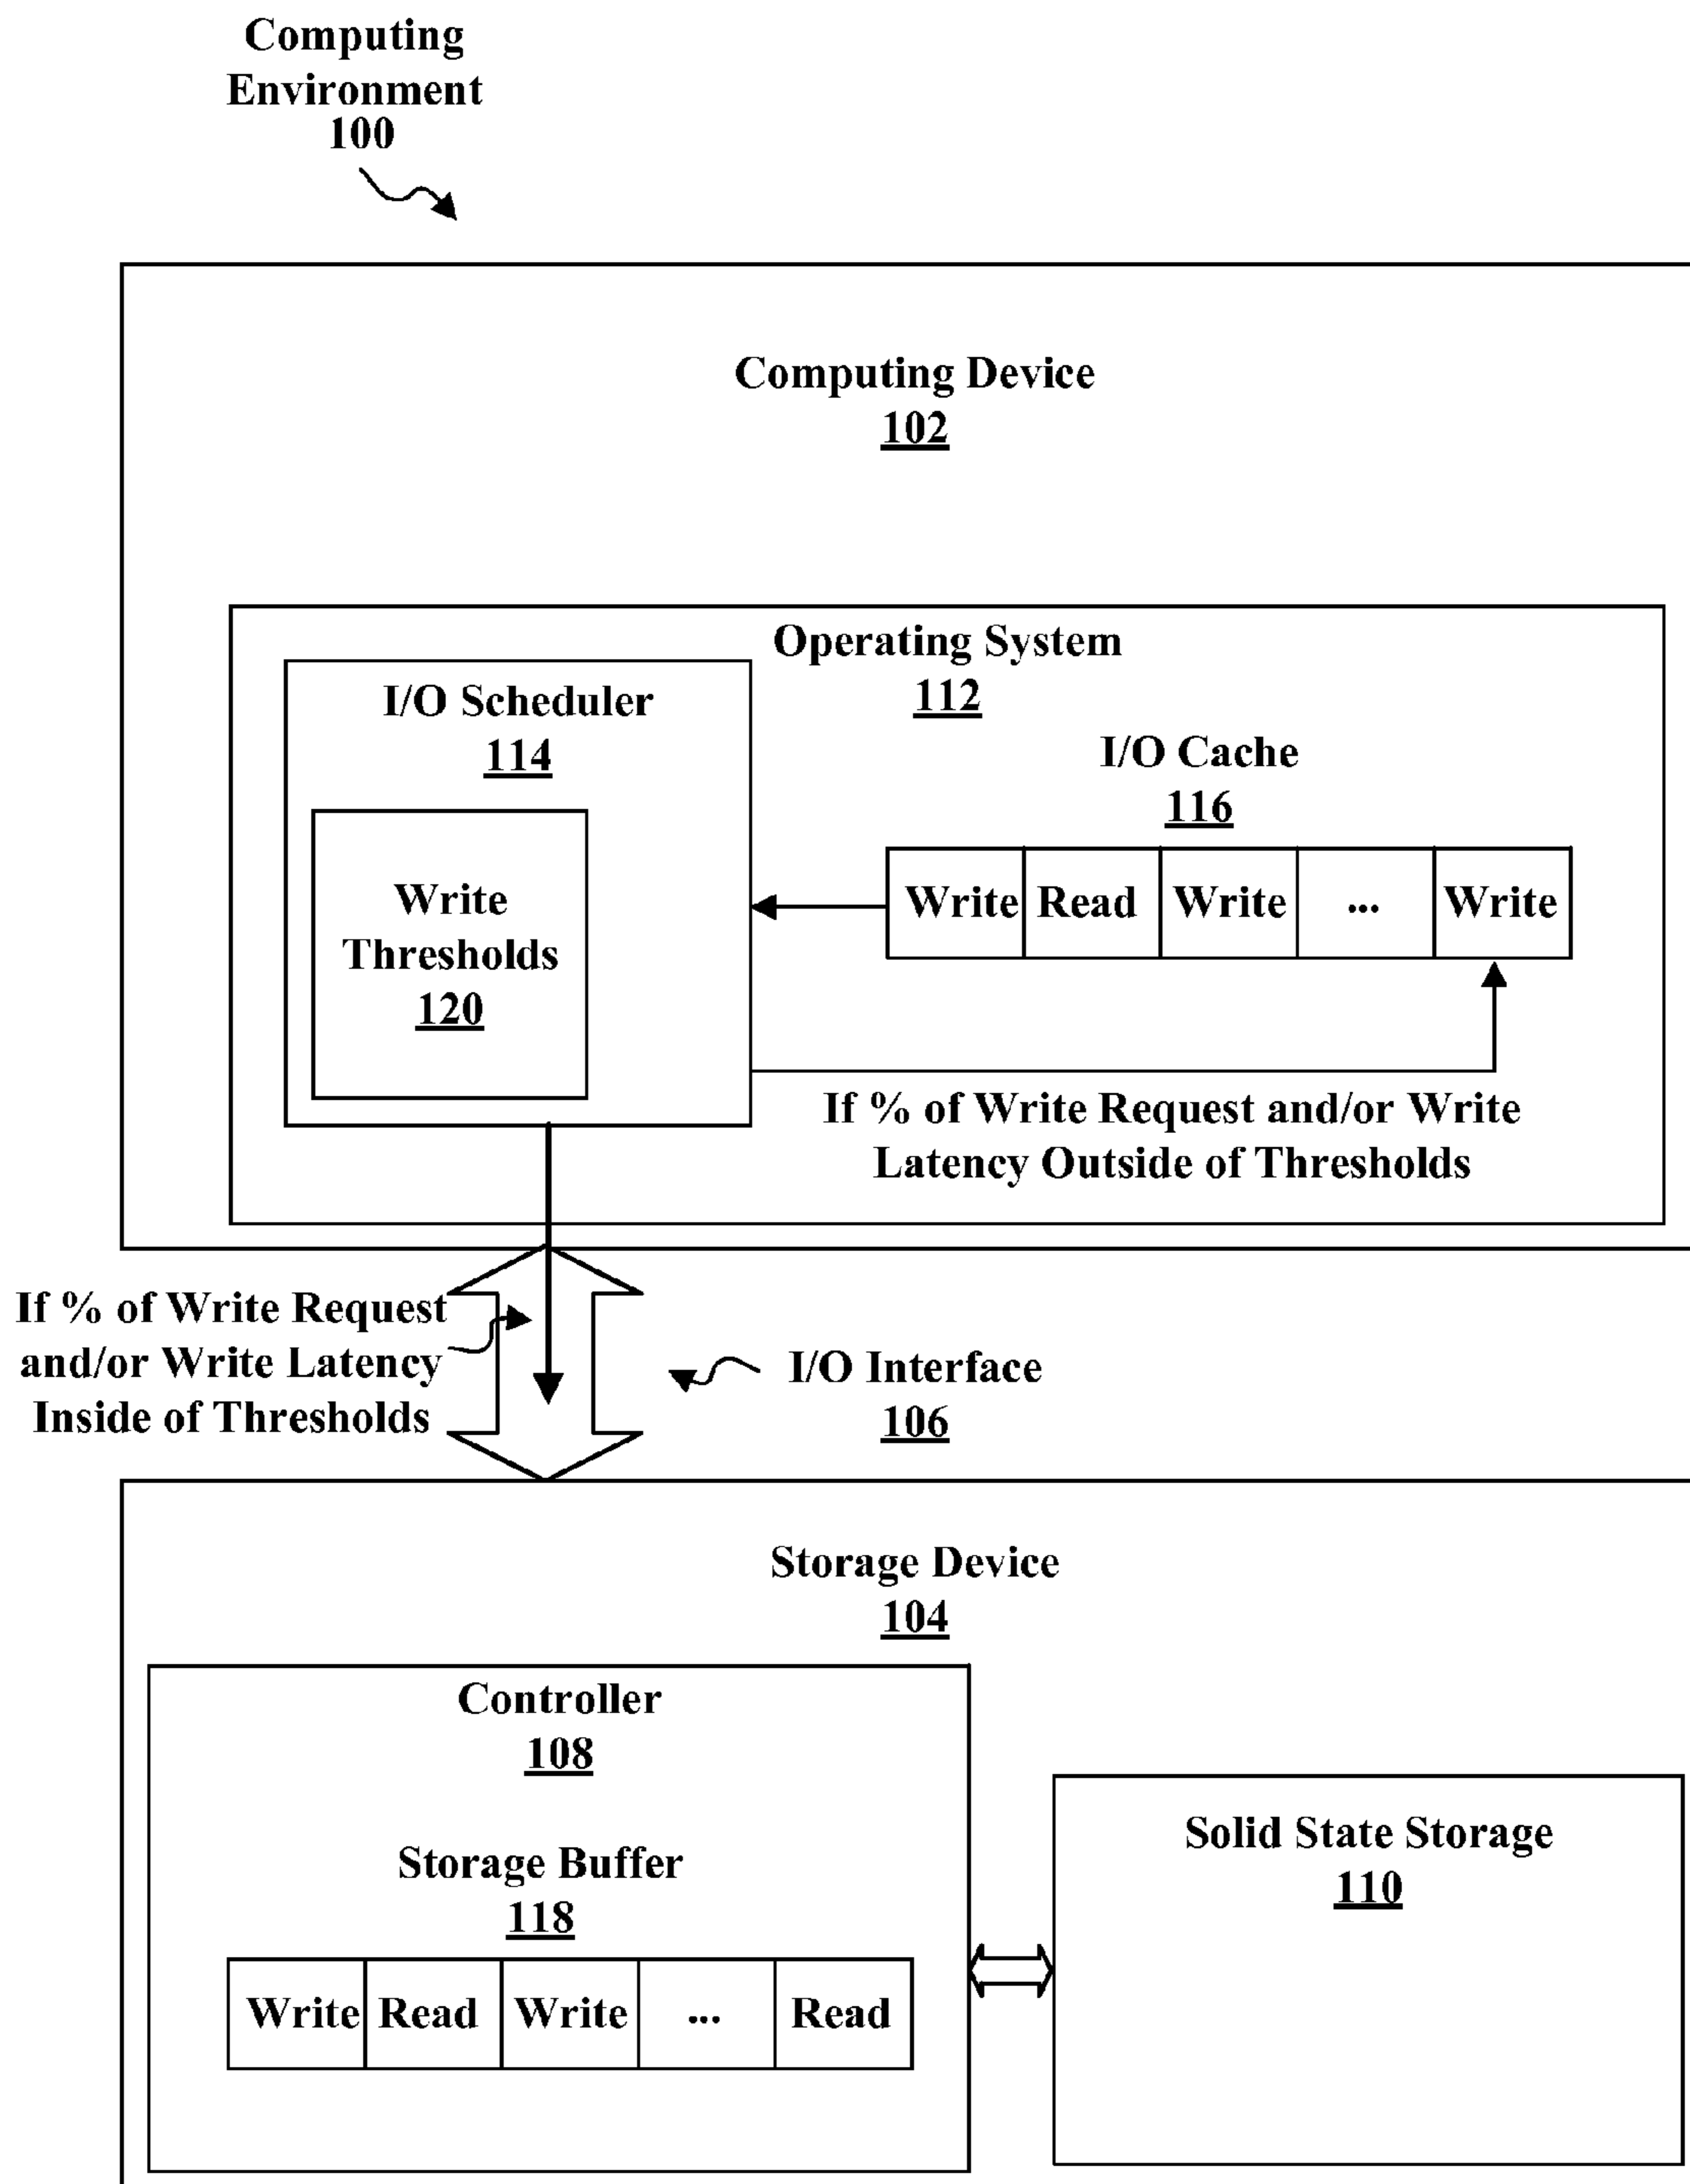 Computing
Environment
100
Computing Device
102
Operating System
112
I/O Scheduler
114
Write
Thresholds
120
I/O Cache
116
Write Read Write ... Write
If % of Write Request and/or Write
Latency Outside of Thresholds
If % of Write Request
and/or Write Latency
Inside of Thresholds
I/O Interface
106
Storage Device
104
Controller
108
Storage Buffer
118
Write Read Write ... Read
Solid State Storage
110